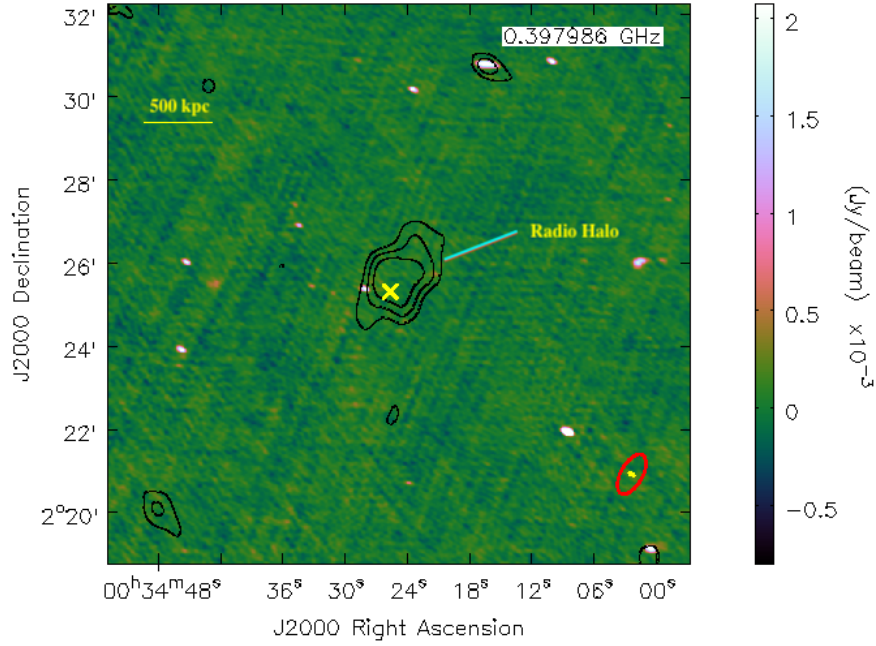 0.397986 GHz
500 kpc
Radio Halo
32'
30'
28'
26'
24'
22'
2°20'
J2000 Declination
00ʰ34ᵐ48ˢ
36ˢ
30ˢ
24ˢ
18ˢ
12ˢ
06ˢ
00ˢ
J2000 Right Ascension
2
1.5
1
0.5
0
−0.5
(Jy/beam) ×10⁻³